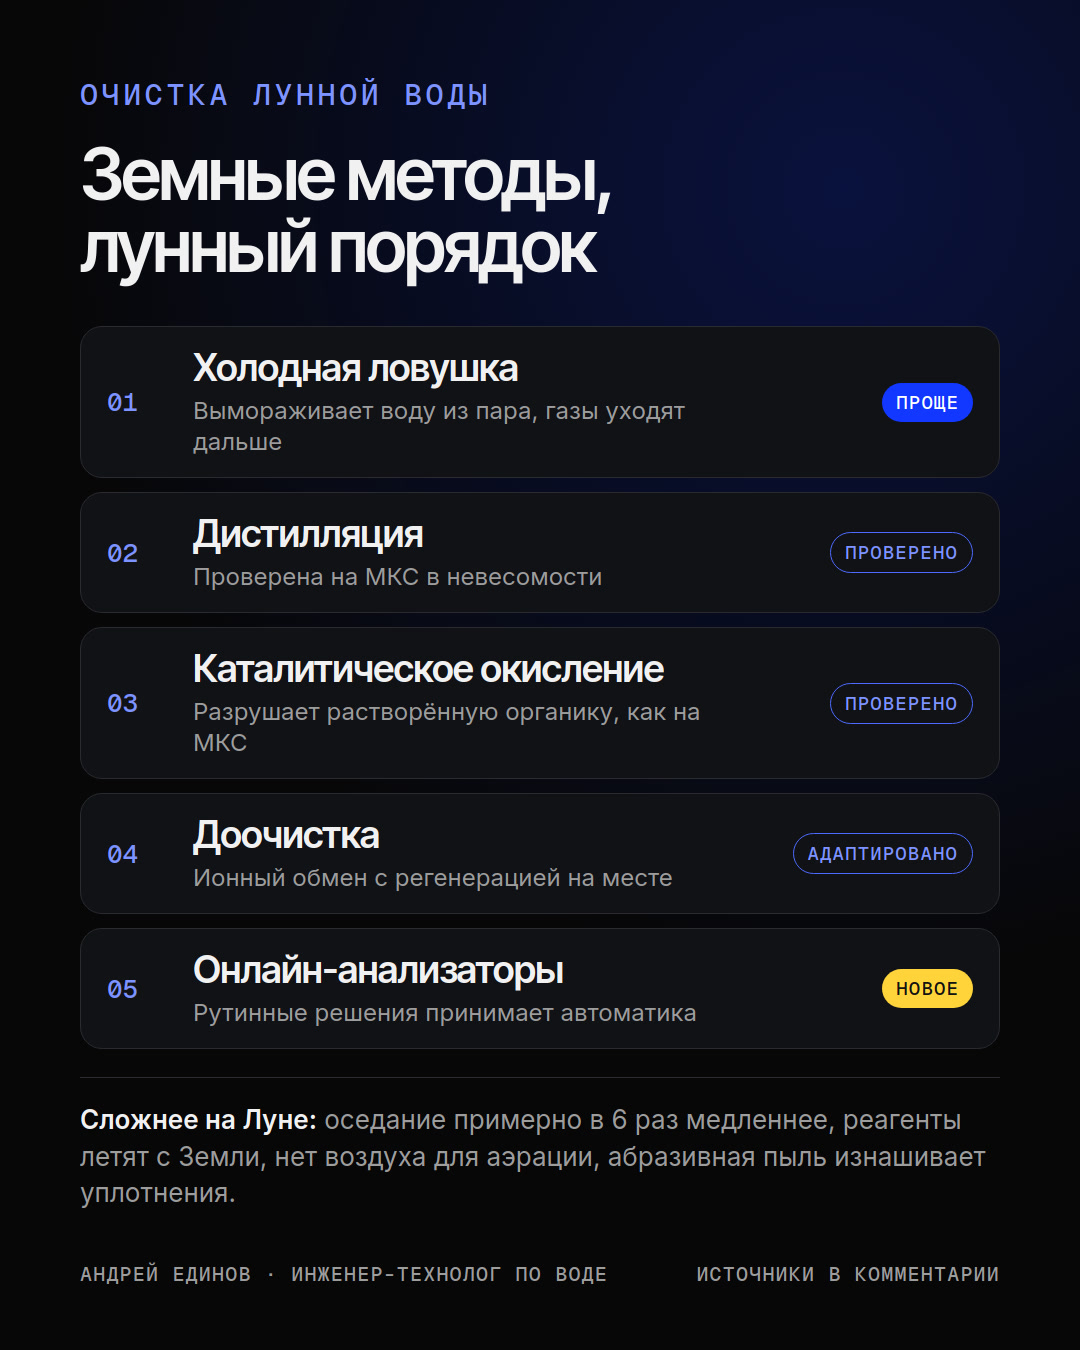 ОЧИСТКА ЛУННОЙ ВОДЫ
Земные методы,
лунный порядок
01
Холодная ловушка
Вымораживает воду из пара, газы уходят
дальше
ПРОЩЕ
02
Дистилляция
Проверена на МКС в невесомости
ПРОВЕРЕНО
03
Каталитическое окисление
Разрушает растворённую органику, как на
МКС
ПРОВЕРЕНО
04
Доочистка
Ионный обмен с регенерацией на месте
АДАПТИРОВАНО
05
Онлайн-анализаторы
Рутинные решения принимает автоматика
НОВОЕ
Сложнее на Луне: оседание примерно в 6 раз медленнее, реагенты
летят с Земли, нет воздуха для аэрации, абразивная пыль изнашивает
уплотнения.
АНДРЕЙ ЕДИНОВ · ИНЖЕНЕР-ТЕХНОЛОГ ПО ВОДЕ
ИСТОЧНИКИ В КОММЕНТАРИИ